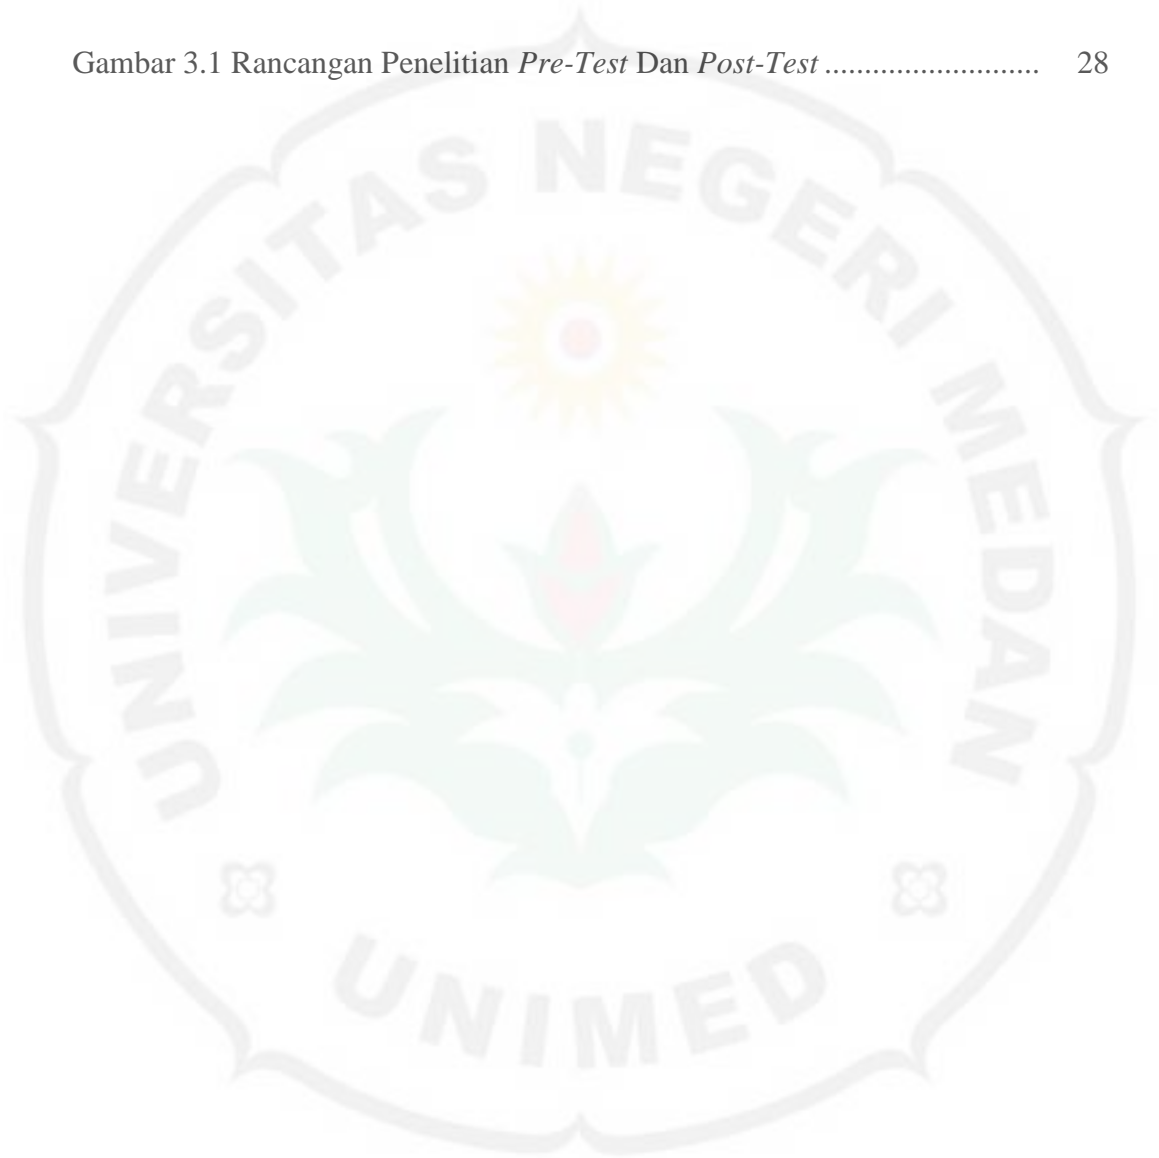 Gambar 3.1 Rancangan Penelitian Pre-Test Dan Post-Test ........................... 28
UNIVERSITAS NEGERI MEDAN
UNIMED